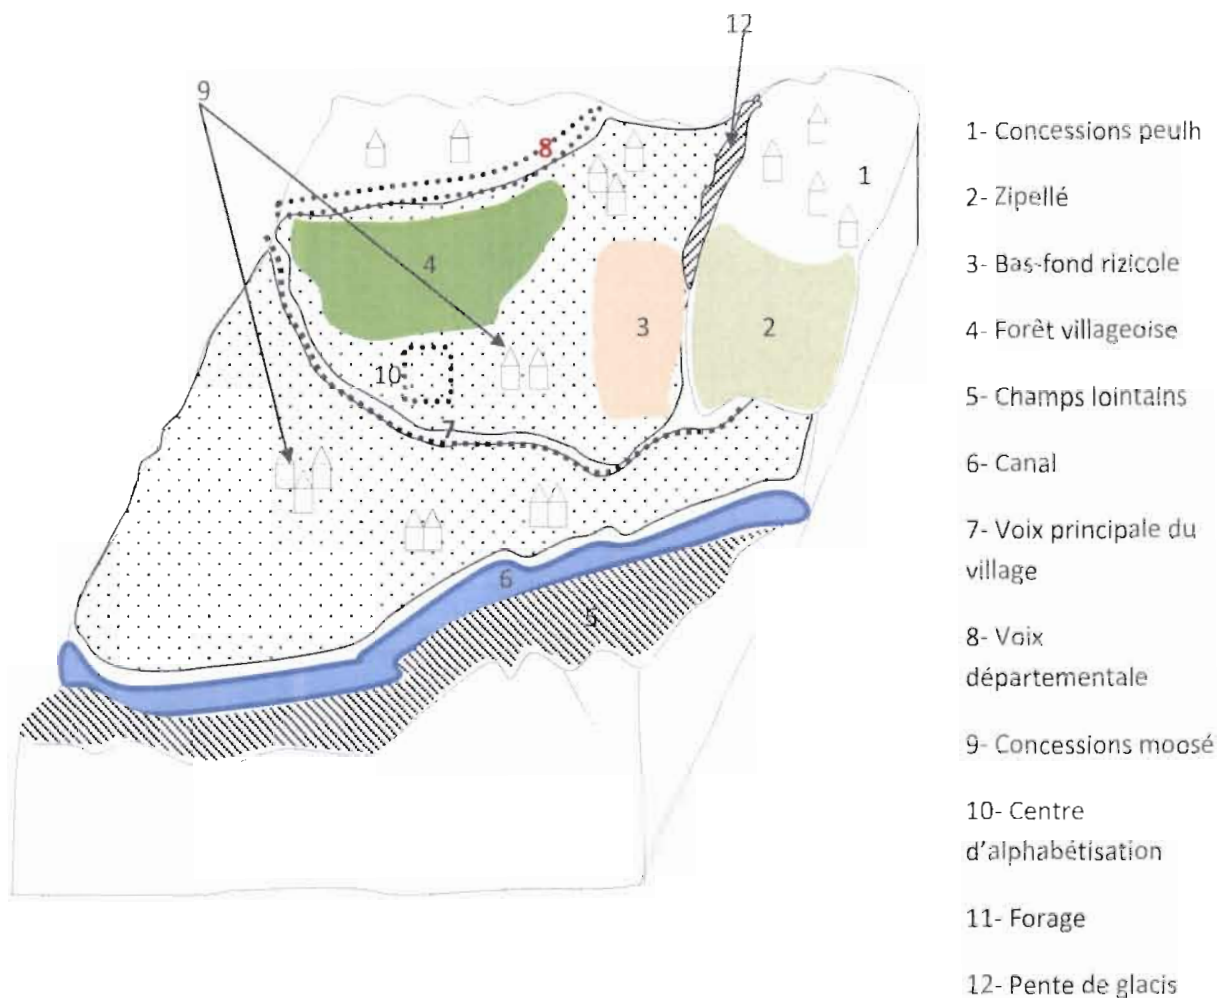 12
9
8
1
4
3
2
10
7
6
5
1- Concessions peulh
2- Zipellé
3- Bas-fond rizicole
4- Forêt villageoise
5- Champs lointains
6- Canal
7- Voix principale du
village
8- Voix
départementale
9- Concessions moosé
10- Centre
d'alphabétisation
11- Forage
12- Pente de glacis